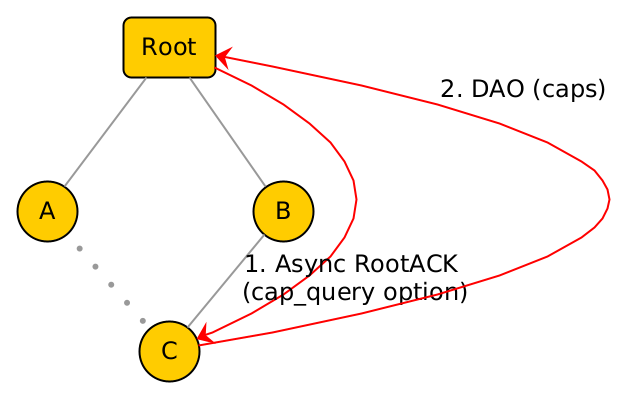 Root
2. DAO (caps)
A
B
1. Async RootACK
(cap_query option)
C